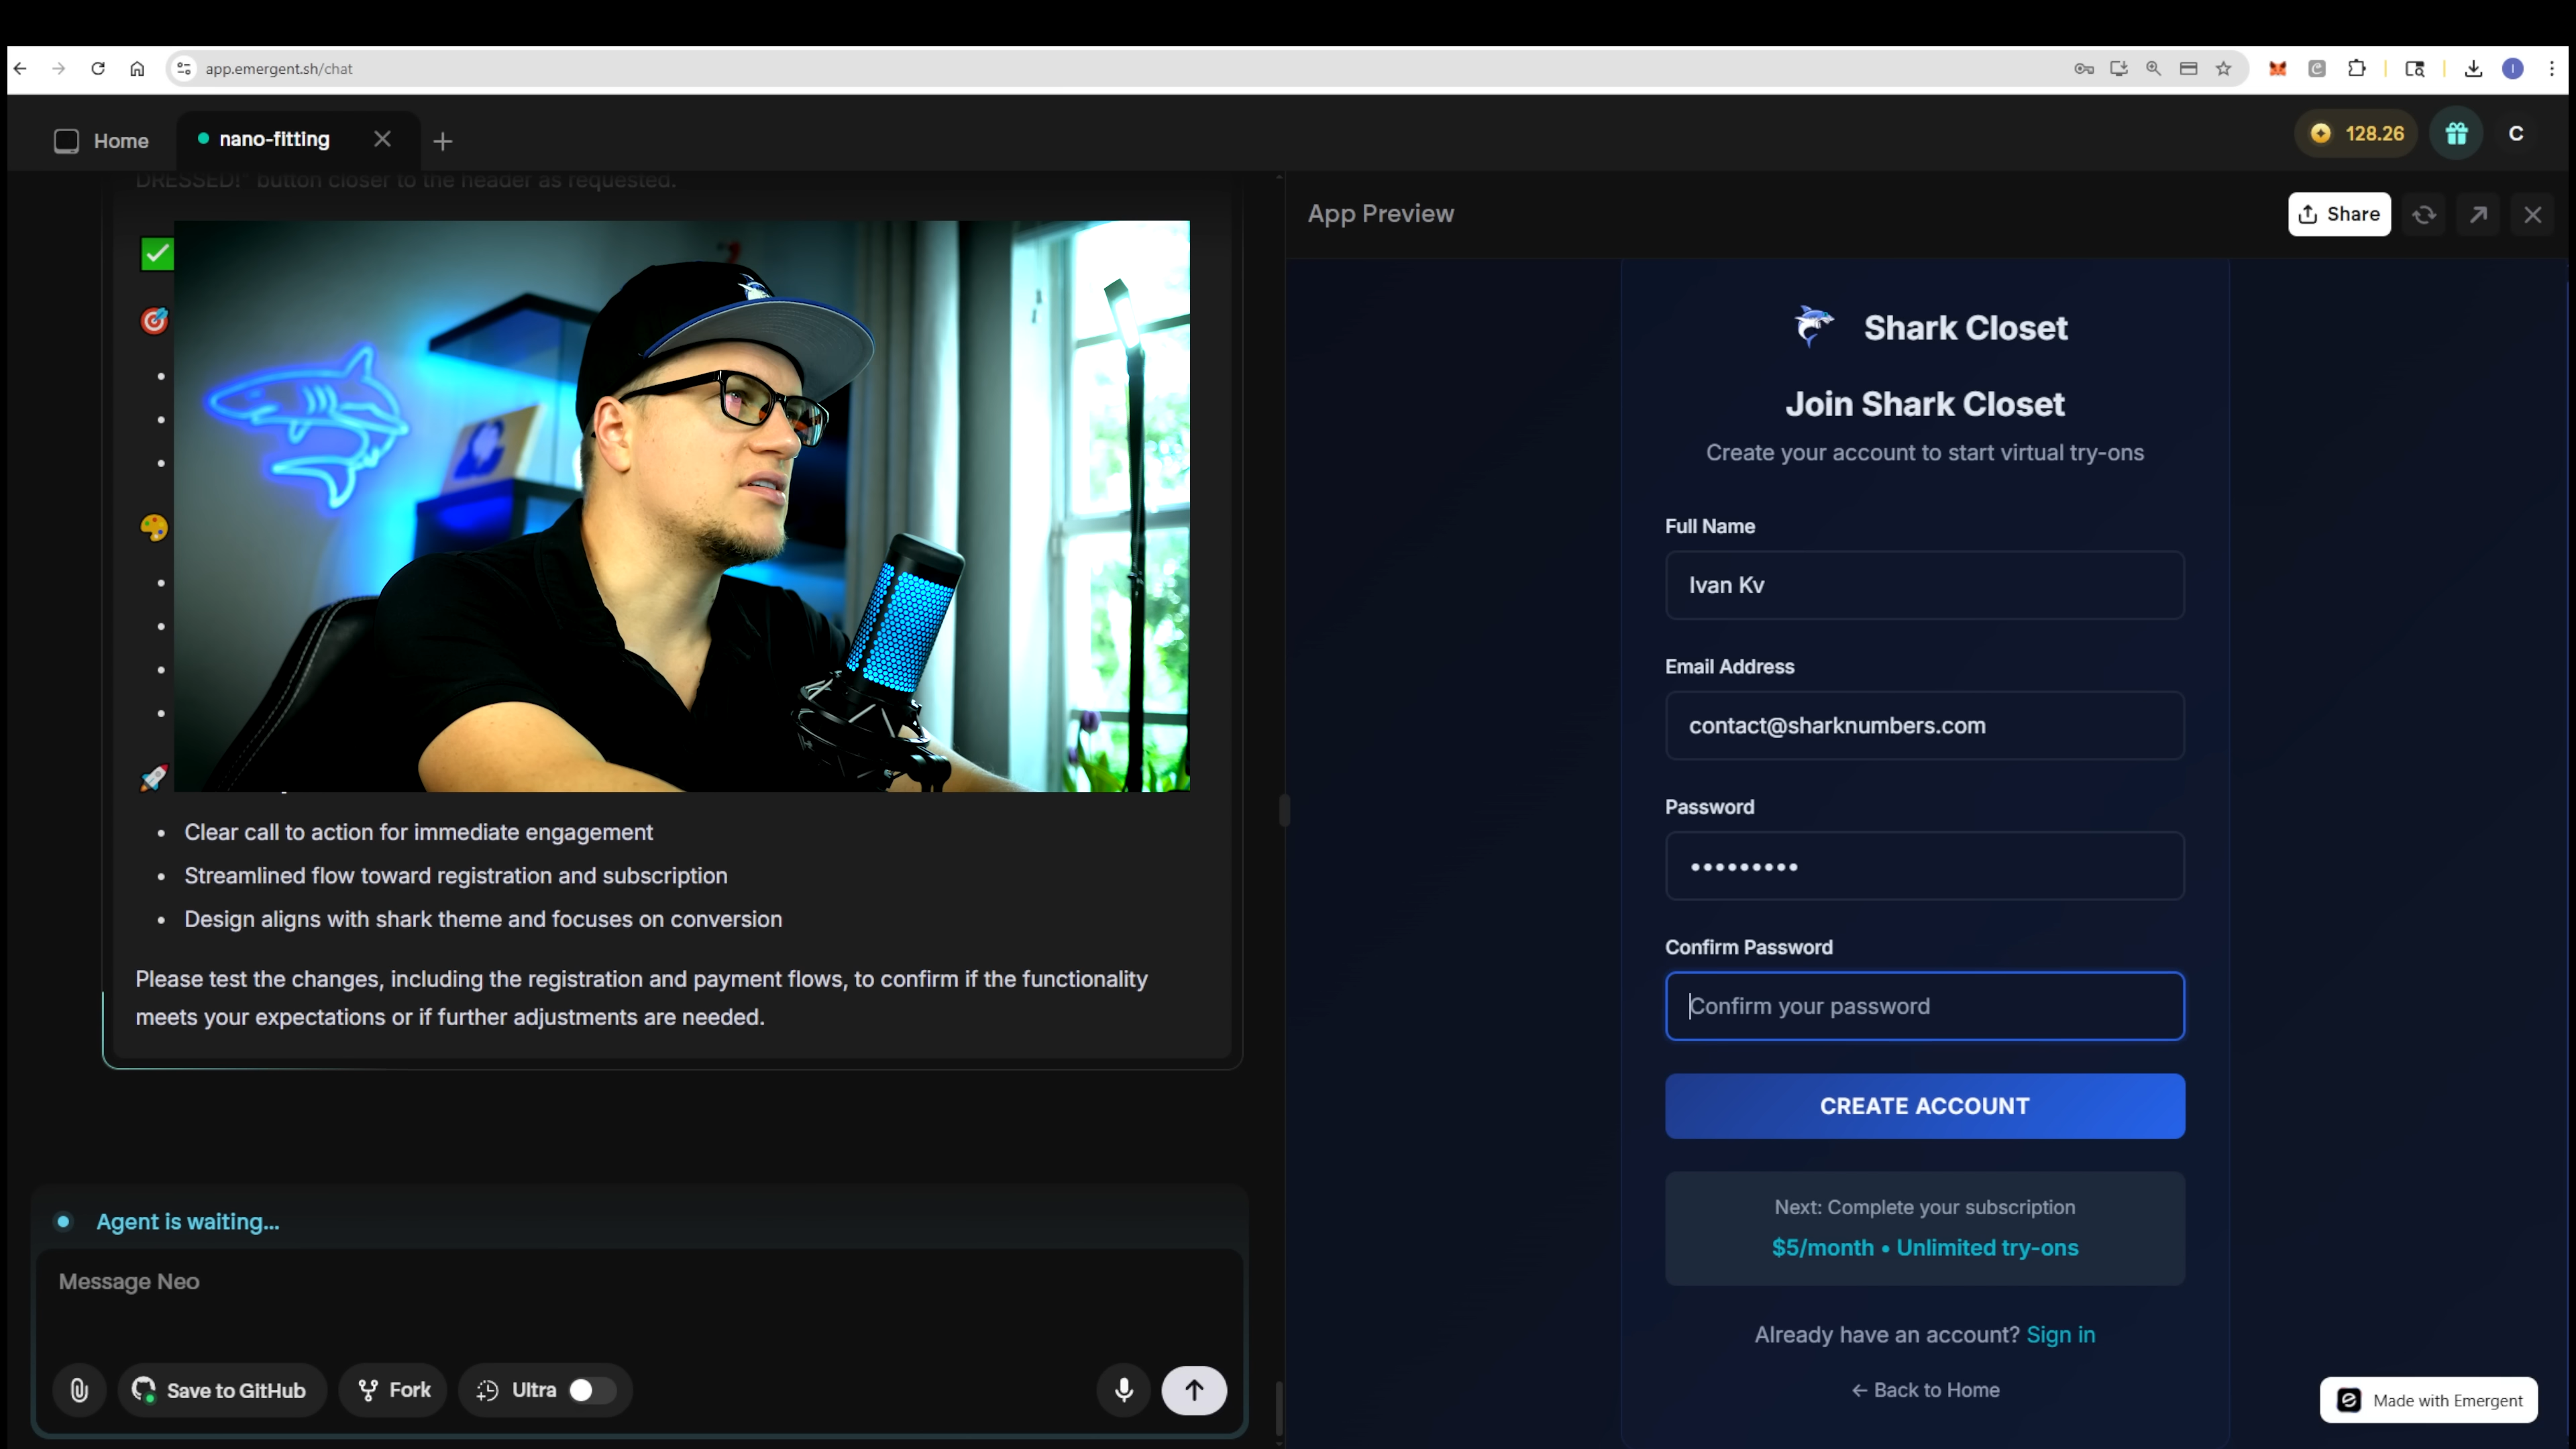 app.emergent.sh/chat
Home
nano-fitting
128.26
C
DRESSED!" button closer to the header as requested.
Clear call to action for immediate engagement
Streamlined flow toward registration and subscription
Design aligns with shark theme and focuses on conversion
Please test the changes, including the registration and payment flows, to confirm if the functionality
meets your expectations or if further adjustments are needed.
Agent is waiting...
Message Neo
Save to GitHub
Fork
Ultra
App Preview
Share
Shark Closet
Join Shark Closet
Create your account to start virtual try-ons
Full Name
Ivan Kv
Email Address
contact@sharknumbers.com
Password
•••••••••
Confirm Password
Confirm your password
CREATE ACCOUNT
Next: Complete your subscription
$5/month • Unlimited try-ons
Already have an account? Sign in
← Back to Home
Made with Emergent